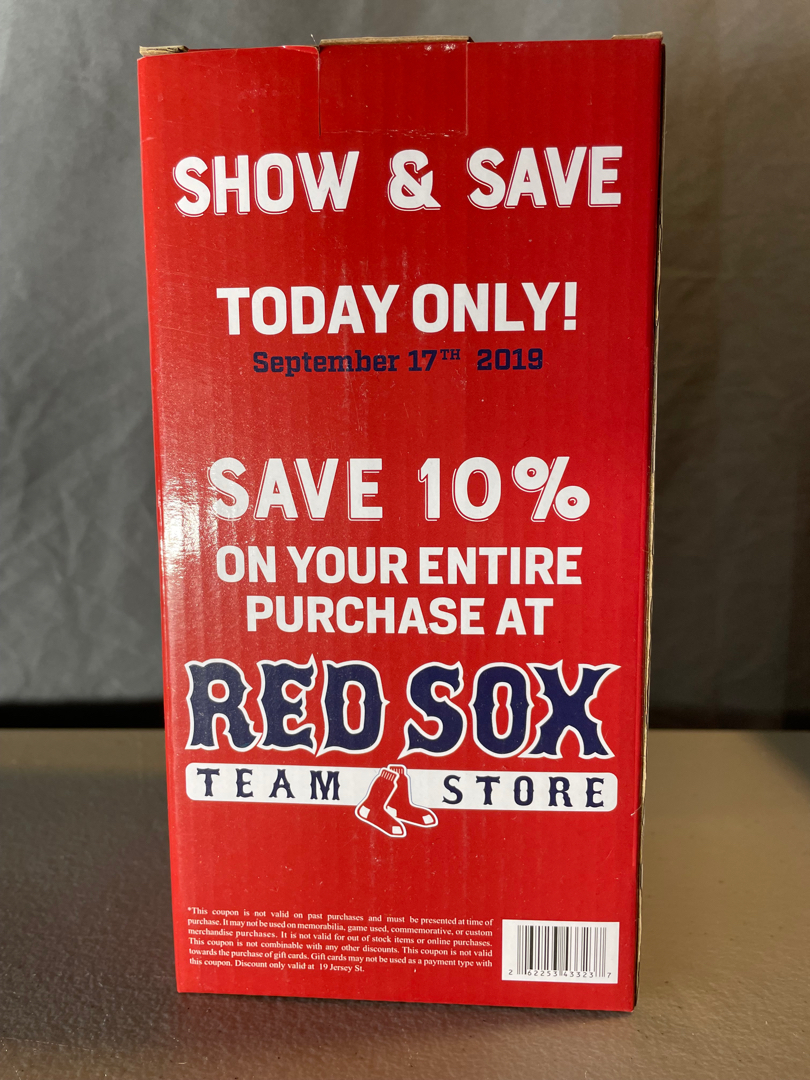 SHOW & SAVE
TODAY ONLY!
September 17TH 2019
SAVE 10%
ON YOUR ENTIRE
PURCHASE AT
RED SOX
TEAM STORE
*This coupon is not valid on past purchases and must be presented at time of
purchase. It may not be used on memorabilia, game used, commemorative, or custom
merchandise purchases. It is not valid for out of stock items or online purchases.
This coupon is not combinable with any other discounts. This coupon is not valid
towards the purchase of gift cards. Gift cards may not be used as a payment type with
this coupon. Discount only valid at 19 Jersey St.
2 62253 43323 7